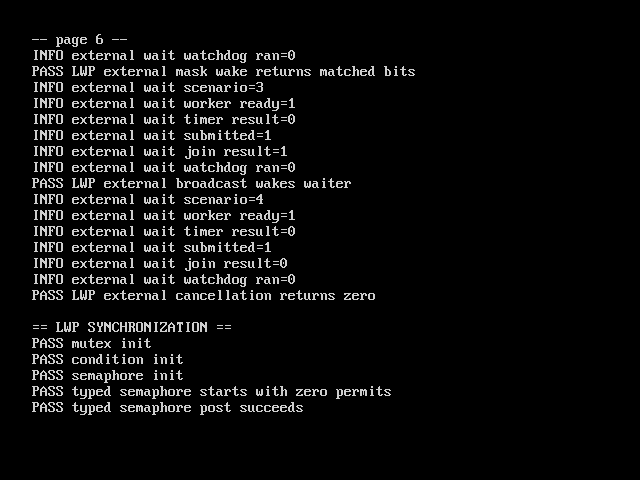 -- page 6 --
INFO external wait watchdog ran=0
PASS LWP external mask wake returns matched bits
INFO external wait scenario=3
INFO external wait worker ready=1
INFO external wait timer result=0
INFO external wait submitted=1
INFO external wait join result=1
INFO external wait watchdog ran=0
PASS LWP external broadcast wakes waiter
INFO external wait scenario=4
INFO external wait worker ready=1
INFO external wait timer result=0
INFO external wait submitted=1
INFO external wait join result=0
INFO external wait watchdog ran=0
PASS LWP external cancellation returns zero
== LWP SYNCHRONIZATION ==
PASS mutex init
PASS condition init
PASS semaphore init
PASS typed semaphore starts with zero permits
PASS typed semaphore post succeeds